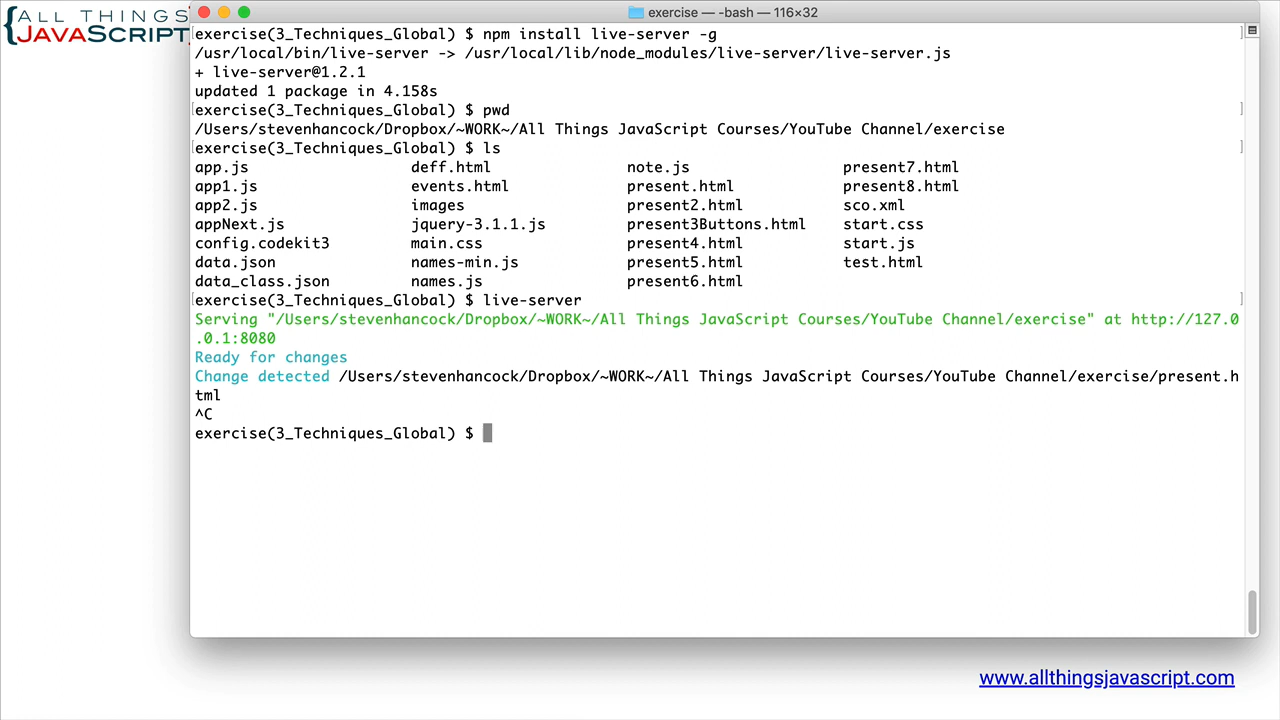 {ALL THINGS
JAVASCRIPT,
exercise — -bash — 116×32
exercise(3_Techniques_Global) $ npm install live-server -g
/usr/local/bin/live-server -> /usr/local/lib/node_modules/live-server/live-server.js
+ live-server@1.2.1
updated 1 package in 4.158s
exercise(3_Techniques_Global) $ pwd
/Users/stevenhancock/Dropbox/~WORK~/All Things JavaScript Courses/YouTube Channel/exercise
exercise(3_Techniques_Global) $ ls
app.js deff.html note.js present7.html
app1.js events.html present.html present8.html
app2.js images present2.html sco.xml
appNext.js jquery-3.1.1.js present3Buttons.html start.css
config.codekit3 main.css present4.html start.js
data.json names-min.js present5.html test.html
data_class.json names.js present6.html
exercise(3_Techniques_Global) $ live-server
Serving "/Users/stevenhancock/Dropbox/~WORK~/All Things JavaScript Courses/YouTube Channel/exercise" at http://127.0
.0.1:8080
Ready for changes
Change detected /Users/stevenhancock/Dropbox/~WORK~/All Things JavaScript Courses/YouTube Channel/exercise/present.h
tml
^C
exercise(3_Techniques_Global) $
www.allthingsjavascript.com